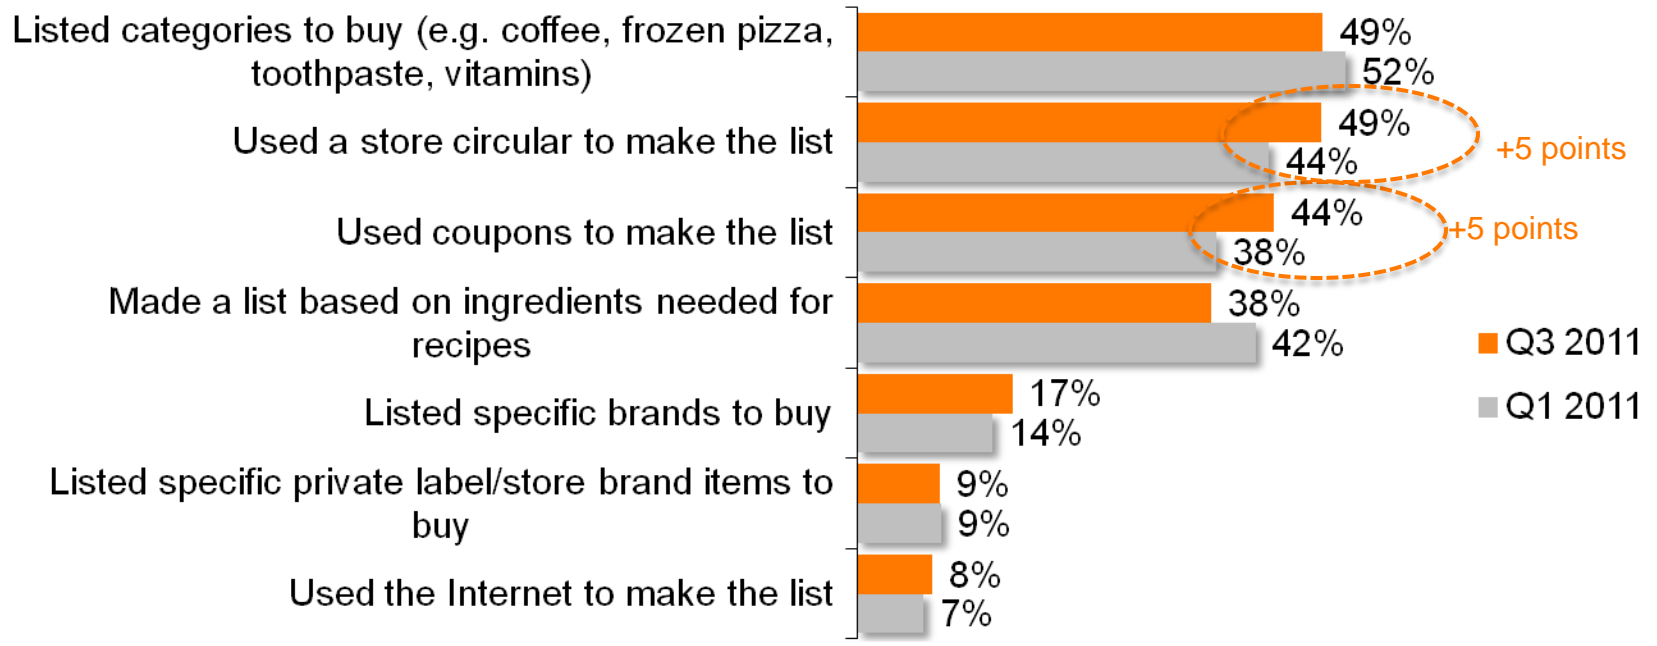 Listed categories to buy (e.g. coffee, frozen pizza,
toothpaste, vitamins)
49%
52%
Used a store circular to make the list
49%
44%
+5 points
Used coupons to make the list
44%
38%
+5 points
Made a list based on ingredients needed for
recipes
38%
42%
Q3 2011
Q1 2011
Listed specific brands to buy
17%
14%
Listed specific private label/store brand items to
buy
9%
9%
Used the Internet to make the list
8%
7%